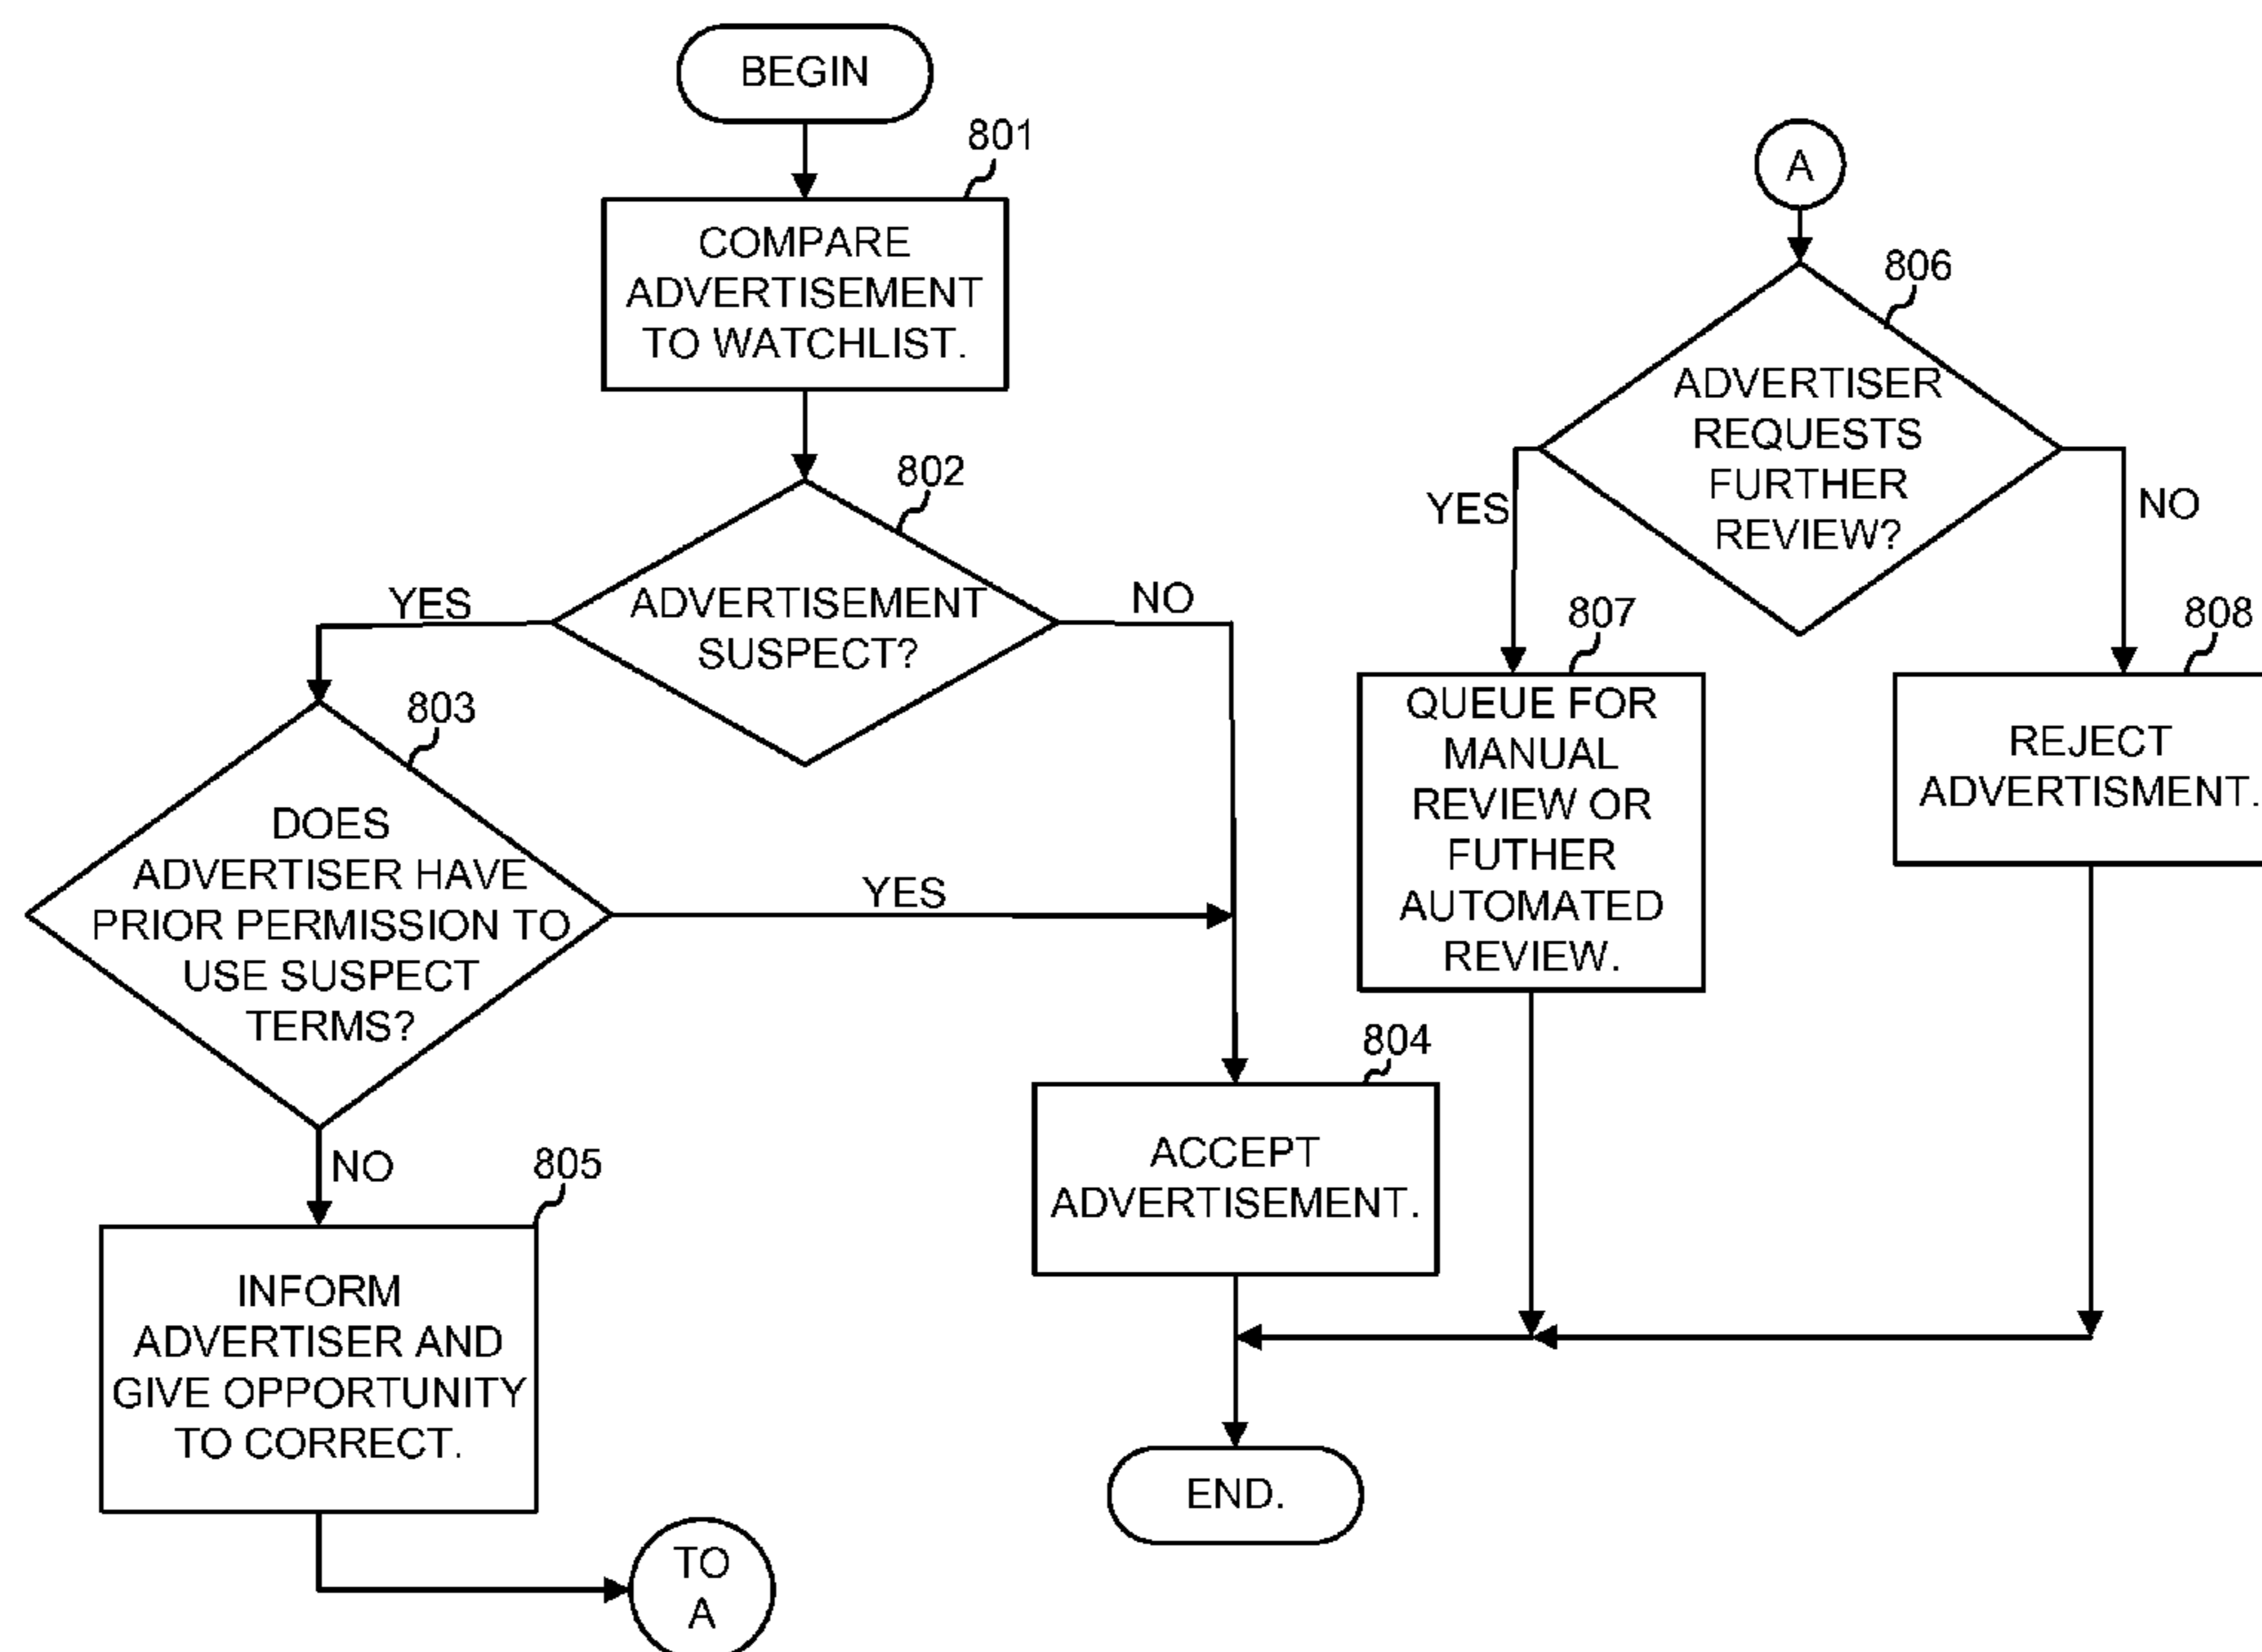 BEGIN
801
COMPARE
ADVERTISEMENT
TO WATCHLIST.
802
ADVERTISEMENT
SUSPECT?
YES
NO
803
DOES
ADVERTISER HAVE
PRIOR PERMISSION TO
USE SUSPECT
TERMS?
YES
NO
804
ACCEPT
ADVERTISEMENT.
805
INFORM
ADVERTISER AND
GIVE OPPORTUNITY
TO CORRECT.
TO
A
END.
A
806
ADVERTISER
REQUESTS
FURTHER
REVIEW?
YES
NO
807
QUEUE FOR
MANUAL
REVIEW OR
FUTHER
AUTOMATED
REVIEW.
808
REJECT
ADVERTISMENT.